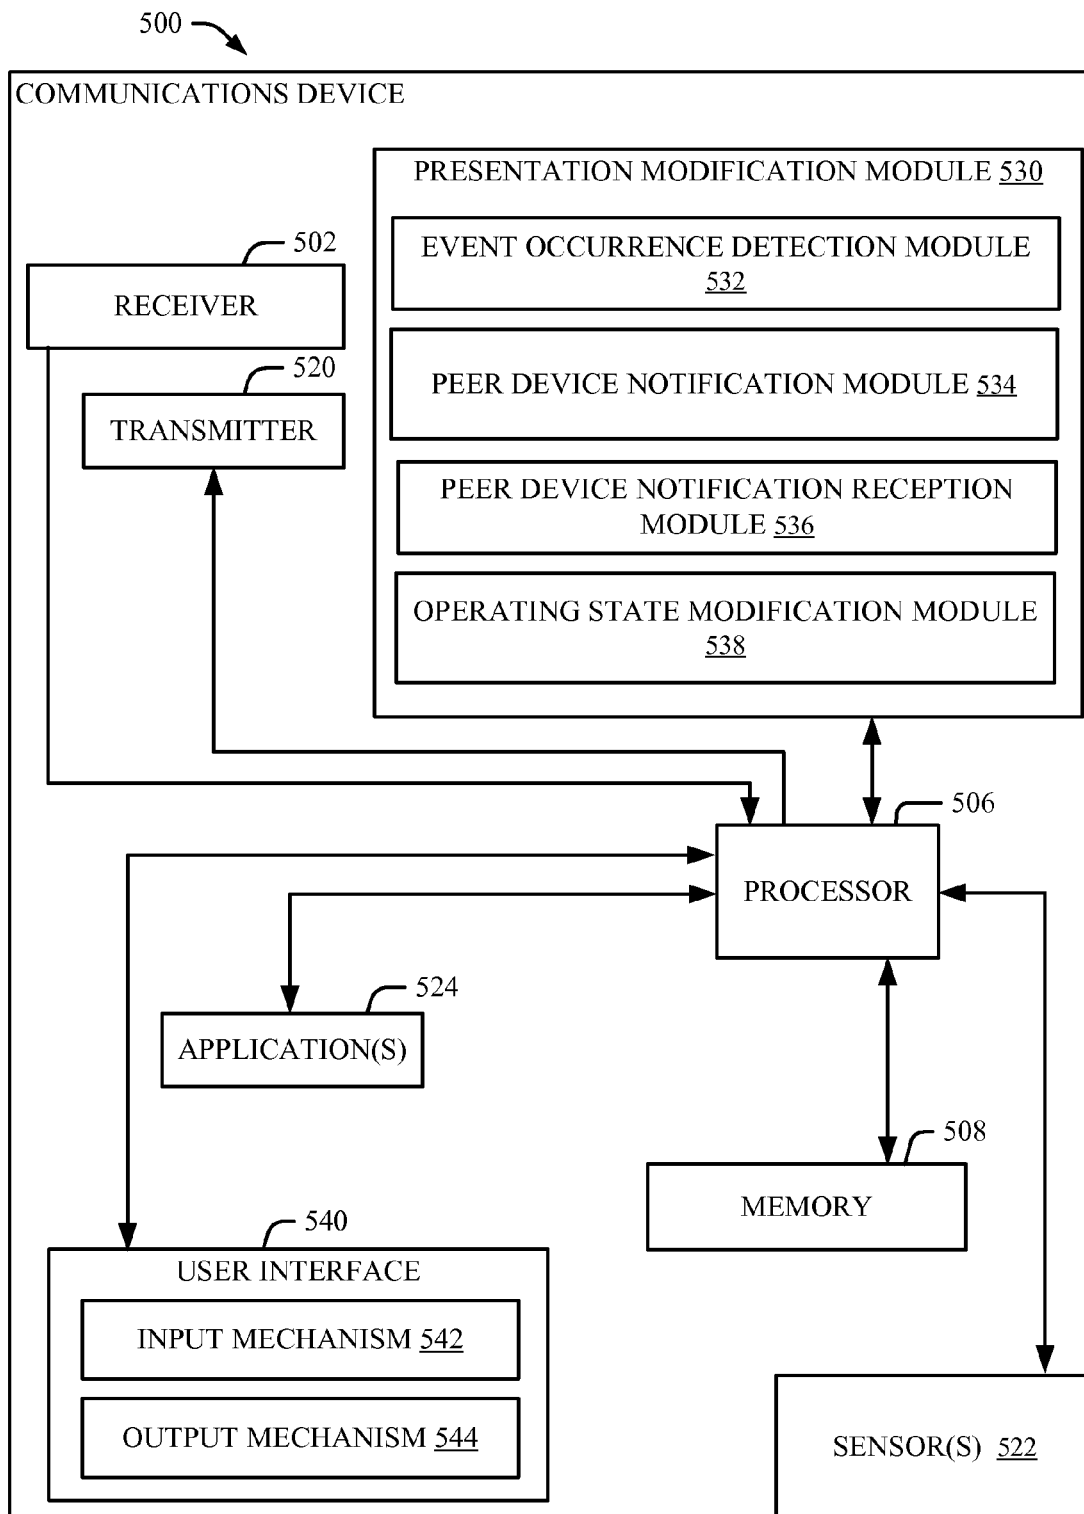 500
COMMUNICATIONS DEVICE
PRESENTATION MODIFICATION MODULE 530
EVENT OCCURRENCE DETECTION MODULE
532
502
RECEIVER
520
TRANSMITTER
PEER DEVICE NOTIFICATION MODULE 534
PEER DEVICE NOTIFICATION RECEPTION
MODULE 536
OPERATING STATE MODIFICATION MODULE
538
506
PROCESSOR
524
APPLICATION(S)
508
MEMORY
540
USER INTERFACE
INPUT MECHANISM 542
OUTPUT MECHANISM 544
SENSOR(S) 522